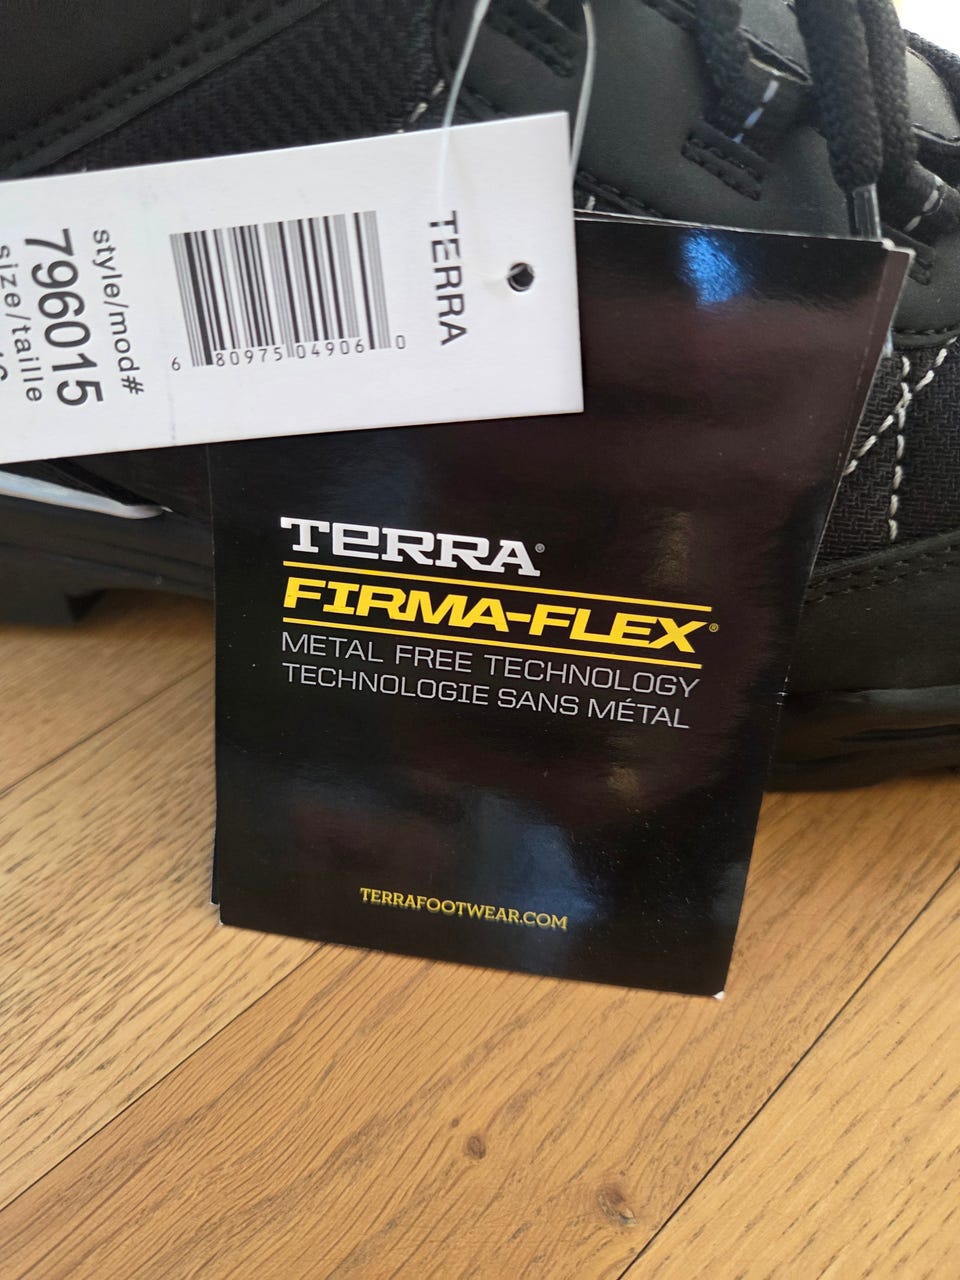 TERRA
6 80975 04906 0
style/mod#
796015
size/taille
TERRA®
FIRMA-FLEX®
METAL FREE TECHNOLOGY
TECHNOLOGIE SANS MÉTAL
TERRAFOOTWEAR.COM